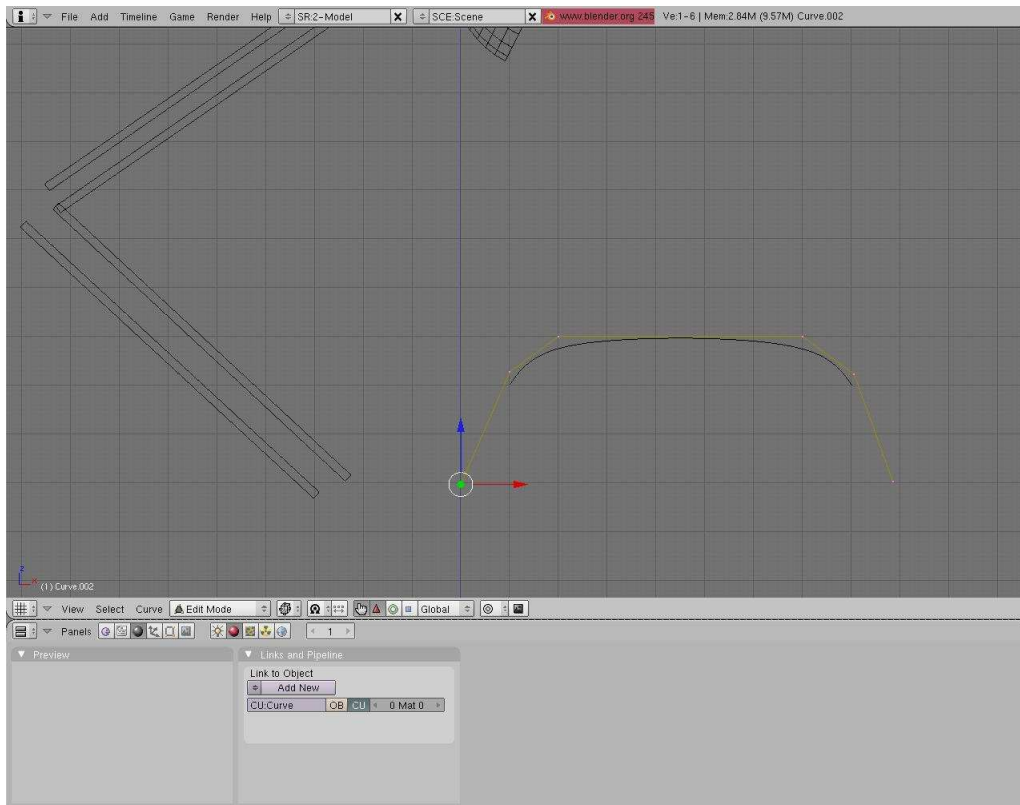 File Add Timeline Game Render Help SR:2-Model X SCE:Scene X www.blender.org 245 Ve:1-6 | Mem:2.84M (9.57M) Curve.002
z
x
(1) Curve.002
View Select Curve Edit Mode Global
Panels 1
Preview
Links and Pipeline
Link to Object
Add New
CU:Curve OB CU 0 Mat 0